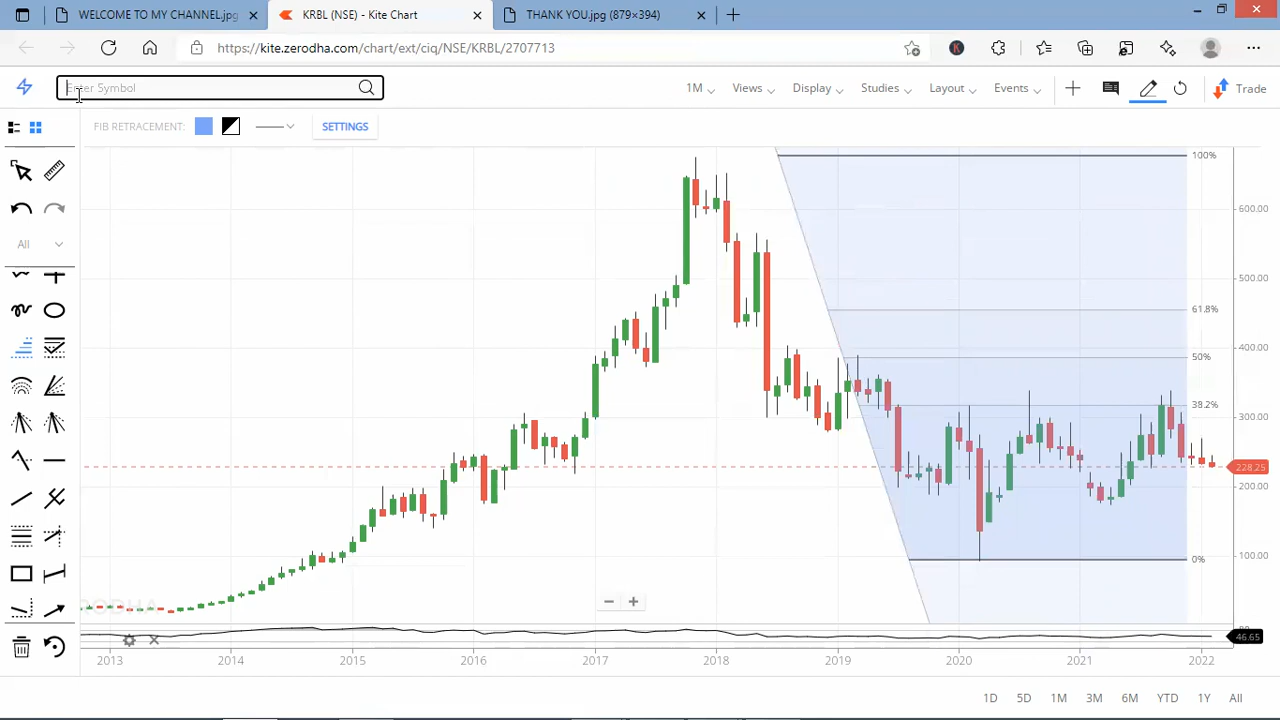 WELCOME TO MY CHANNEL.jpg
KRBL (NSE) - Kite Chart
THANK YOU.jpg (879×394)
https://kite.zerodha.com/chart/ext/ciq/NSE/KRBL/2707713
K
Enter Symbol
1M
Views
Display
Studies
Layout
Events
Trade
FIB RETRACEMENT:
SETTINGS
All
100%
600.00
500.00
61.8%
400.00
50%
38.2%
300.00
228.25
200.00
100.00
0%
46.65
2013 2014 2015 2016 2017 2018 2019 2020 2021 2022
1D 5D 1M 3M 6M YTD 1Y All